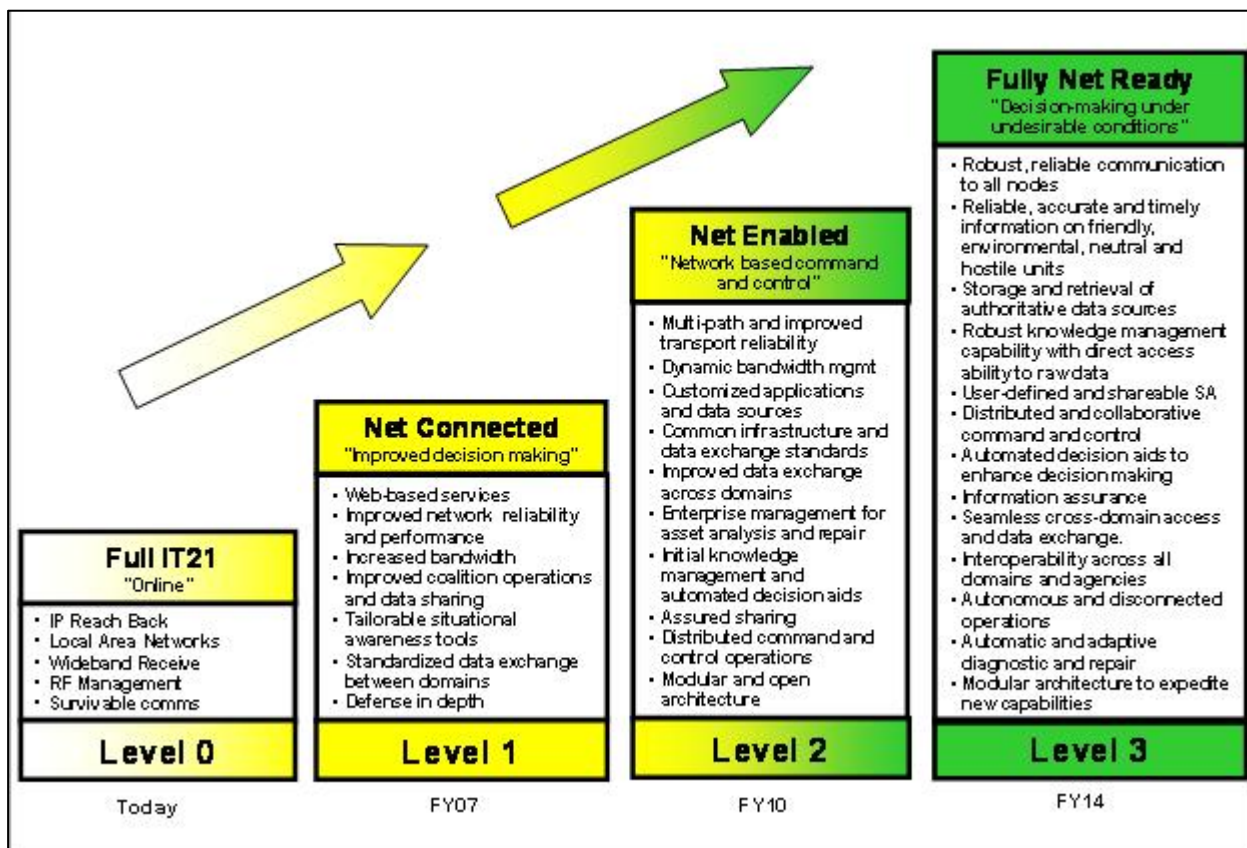 Full IT21
"Online"
• IP Reach Back
• Local Area Networks
• Wideband Receive
• RF Management
• Survivable comms
Level 0
Today
Net Connected
"Improved decision making"
• Web-based services
• Improved network reliability
and performance
• Increased bandwidth
• Improved coalition operations
and data sharing
• Tailorable situational
awareness tools
• Standardized data exchange
between domains
• Defense in depth
Level 1
FY07
Net Enabled
"Network based command
and control"
• Multi-path and improved
transport reliability
• Dynamic bandwidth mgmt
• Customized applications
and data sources
• Common infrastructure and
data exchange standards
• Improved data exchange
across domains
• Enterprise management for
asset analysis and repair
• Initial knowledge
management and
automated decision aids
• Assured sharing
• Distributed command and
control operations
• Modular and open
architecture
Level 2
FY10
Fully Net Ready
"Decision-making under
undesirable conditions"
• Robust, reliable communication
to all nodes
• Reliable, accurate and timely
information on friendly,
environmental, neutral and
hostile units
• Storage and retrieval of
authoritative data sources
• Robust knowledge management
capability with direct access
ability to raw data
• User-defined and shareable SA
• Distributed and collaborative
command and control
• Automated decision aids to
enhance decision making
• Information assurance
• Seamless cross-domain access
and data exchange.
• Interoperability across all
domains and agencies
• Autonomous and disconnected
operations
• Automatic and adaptive
diagnostic and repair
• Modular architecture to expedite
new capabilities
Level 3
FY14